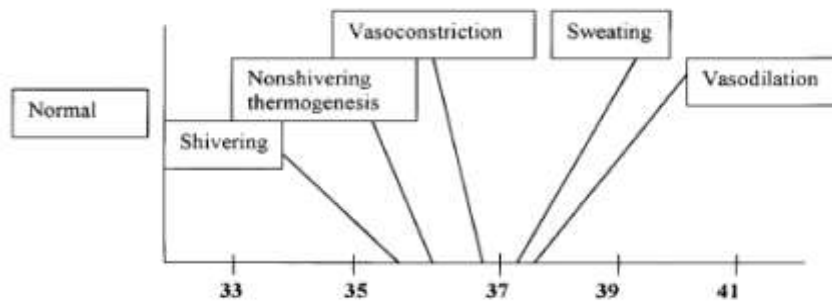 Vasoconstriction
Sweating
Nonshivering
thermogenesis
Vasodilation
Normal
Shivering
33 35 37 39 41